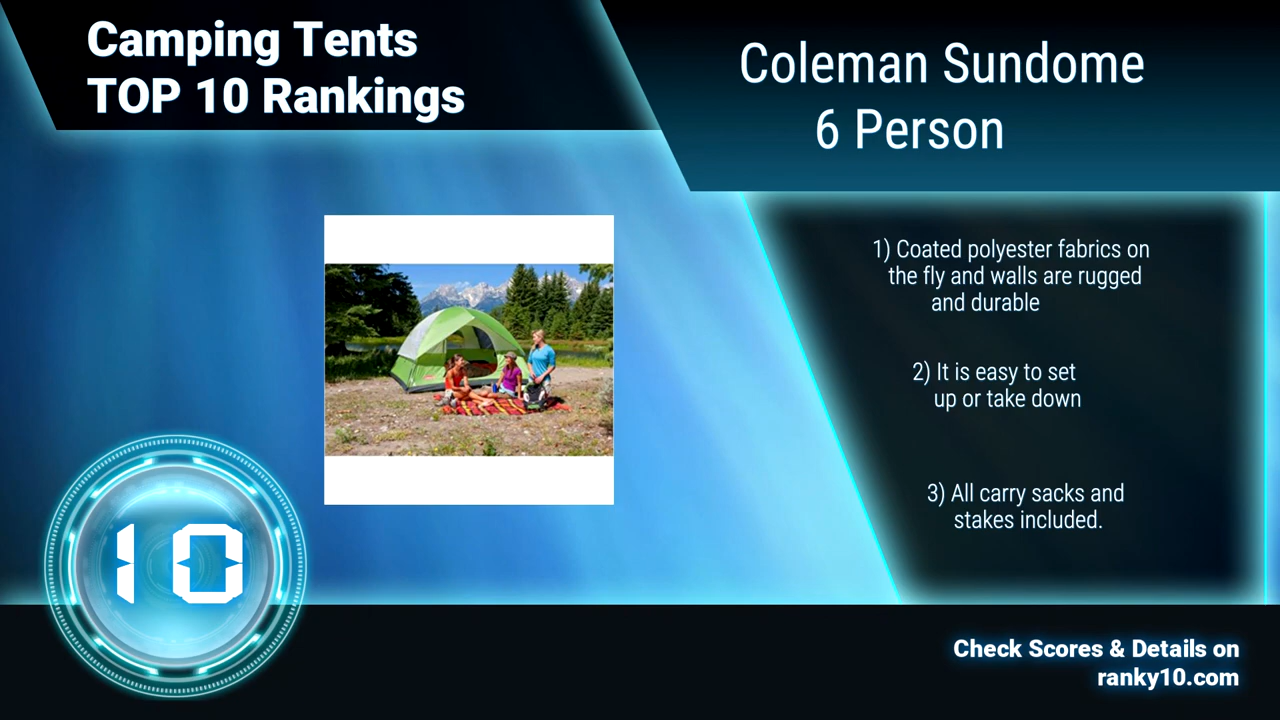 Camping Tents
TOP 10 Rankings
Coleman Sundome
6 Person
1) Coated polyester fabrics on
the fly and walls are rugged
and durable
2) It is easy to set
up or take down
3) All carry sacks and
stakes included.
10
Check Scores & Details on
ranky10.com